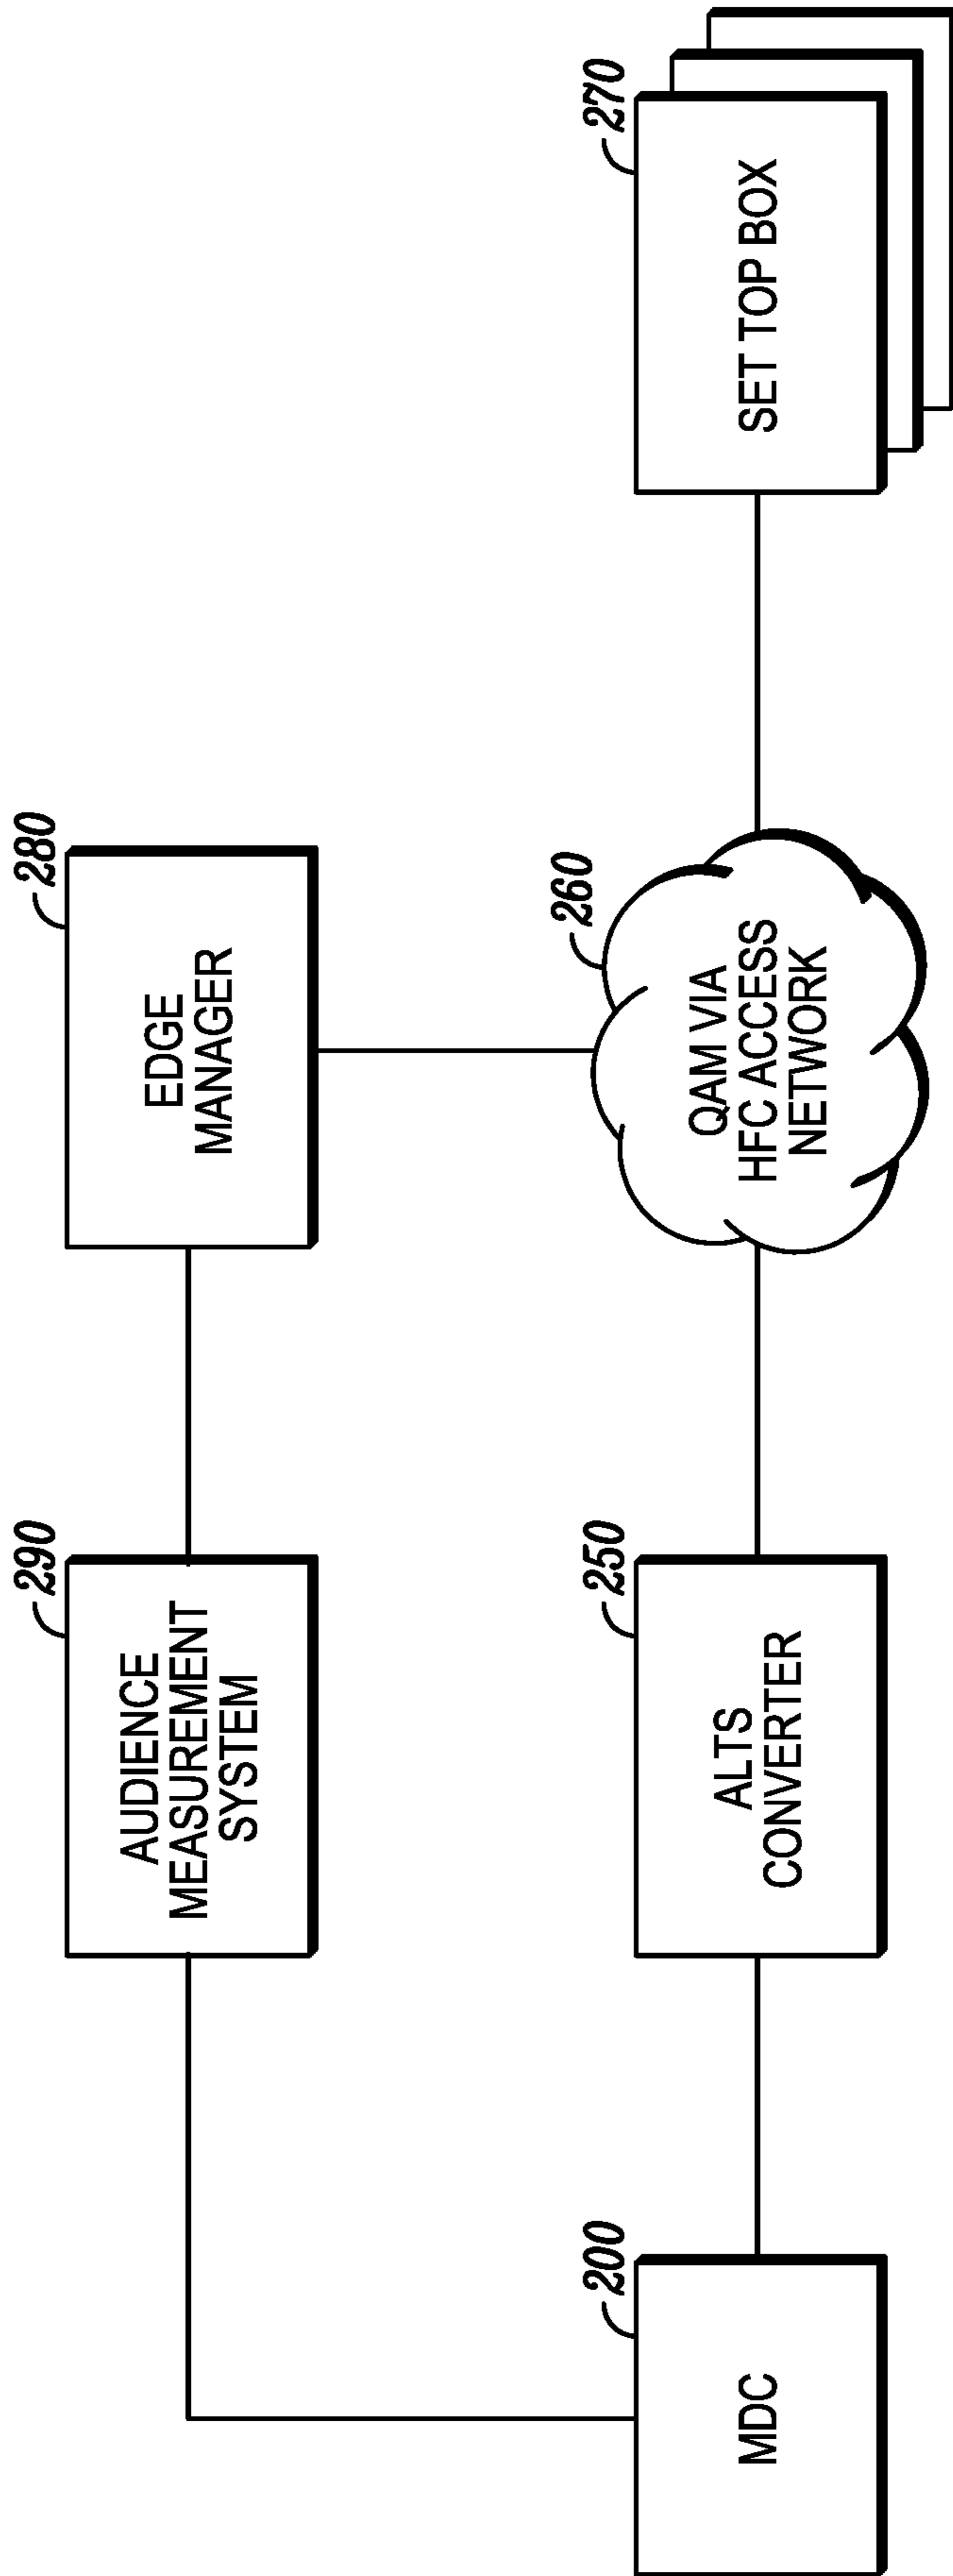 290
AUDIENCE
MEASUREMENT
SYSTEM
280
EDGE
MANAGER
200
MDC
250
ALTS
CONVERTER
260
QAM VIA
HFC ACCESS
NETWORK
270
SET TOP BOX